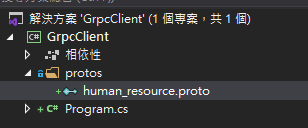 解決方案 'GrpcClient' (1 個專案，共 1 個)
GrpcClient
相依性
protos
human_resource.proto
Program.cs